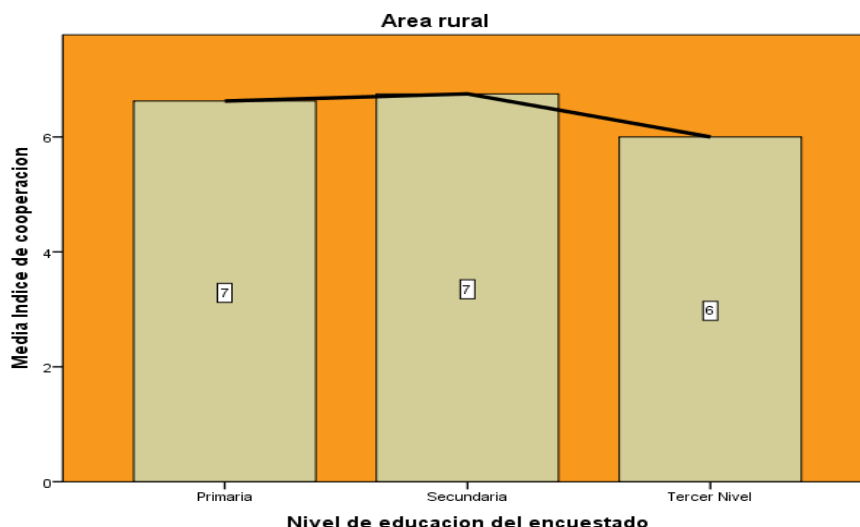 Area rural
Media Indice de cooperacion
6
4
2
0
7
7
6
Primaria
Secundaria
Tercer Nivel
Nivel de educacion del encuestado